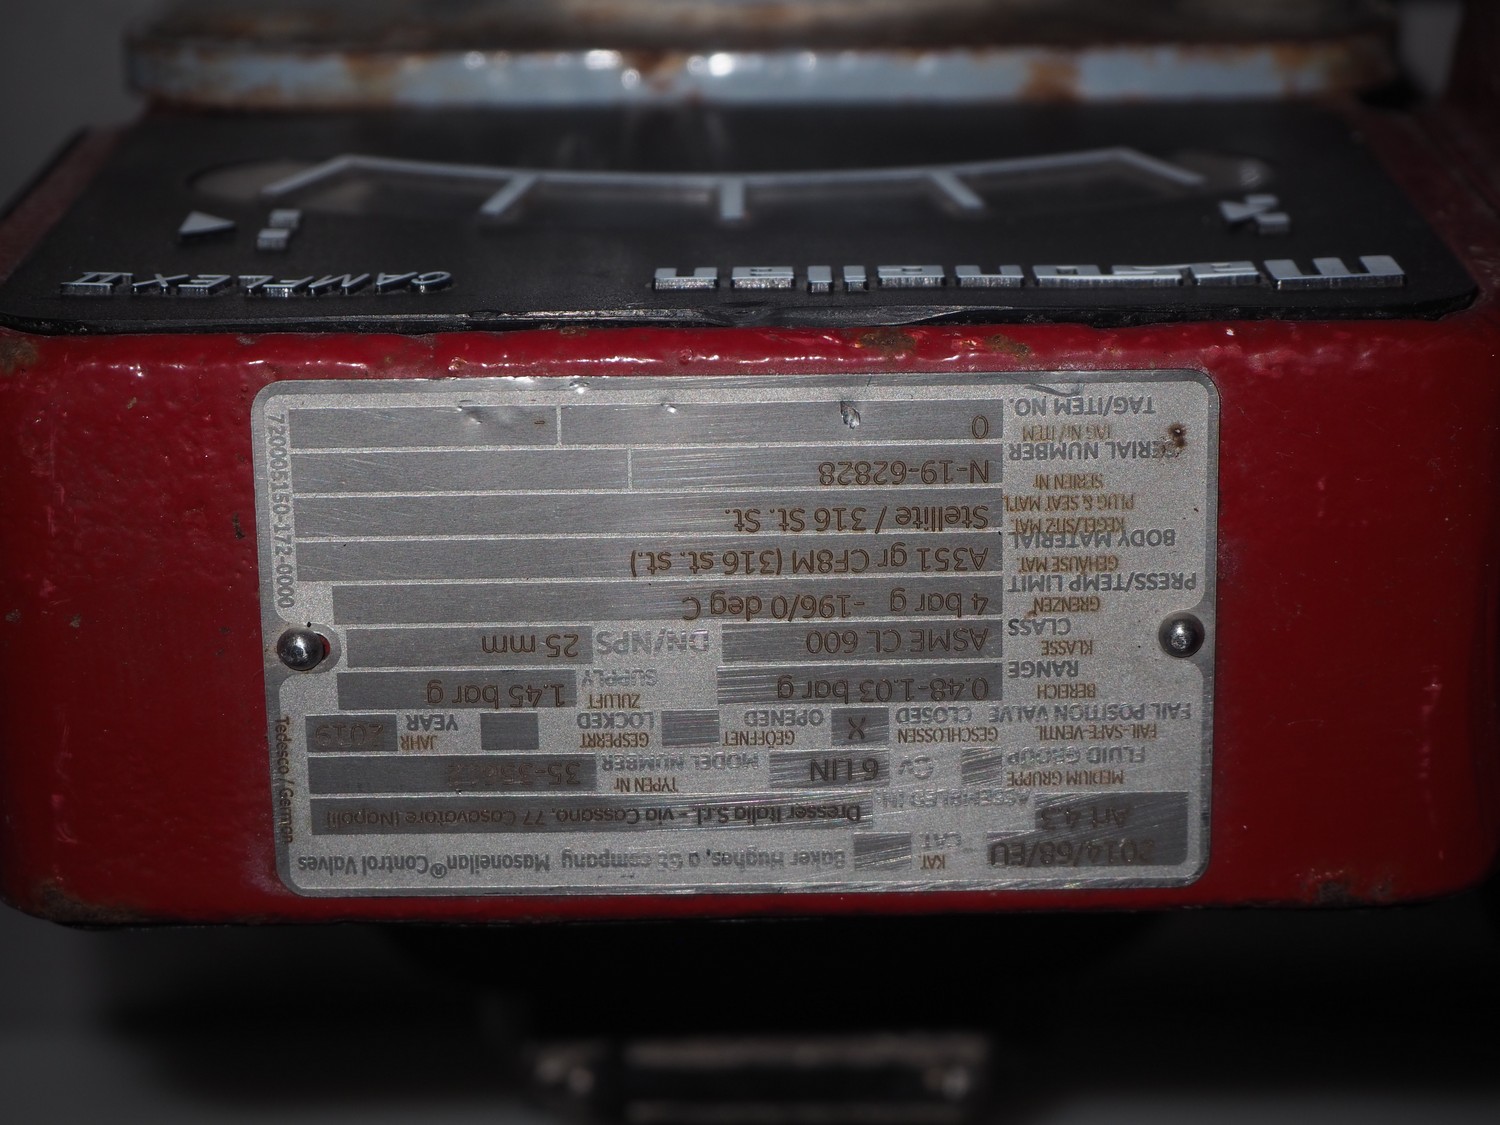 2014/68/EU KAT Baker Hughes, a GE company Masoneilan® Control Valves
CAT
Art 4.3 ASSEMBLED IN Dresser Italia S.r.l. - via Cassano, 77 Casavatore (Napoli)
MEDIUM GRUPPE TYPEN Nr
FLUID GROUP Cv 6 LIN MODEL NUMBER
FAIL-SAFE-VENTIL GESCHLOSSEN GEÖFFNET GESPERRT JAHR
FAIL POSITION VALVE CLOSED X OPENED LOCKED YEAR 2019
BEREICH ZULUFT
RANGE 0.48-1.03 bar g SUPPLY 1.45 bar g
KLASSE
CLASS ASME CL 600 DN/NPS 25 mm
GRENZEN
PRESS/TEMP LIMIT 4 bar g -196/0 deg C
GEHÄUSE MAT.
BODY MATERIAL A351 gr CF8M (316 st. st.)
KEGEL/SITZ MAT.
PLUG & SEAT MAT'L Stellite / 316 St. St.
SERIEN Nr
SERIAL NUMBER N-19-62828
TAG Nr/ ITEM
TAG/ITEM NO. 0 -
Tedesco / German
masoneilan CAMFLEX II